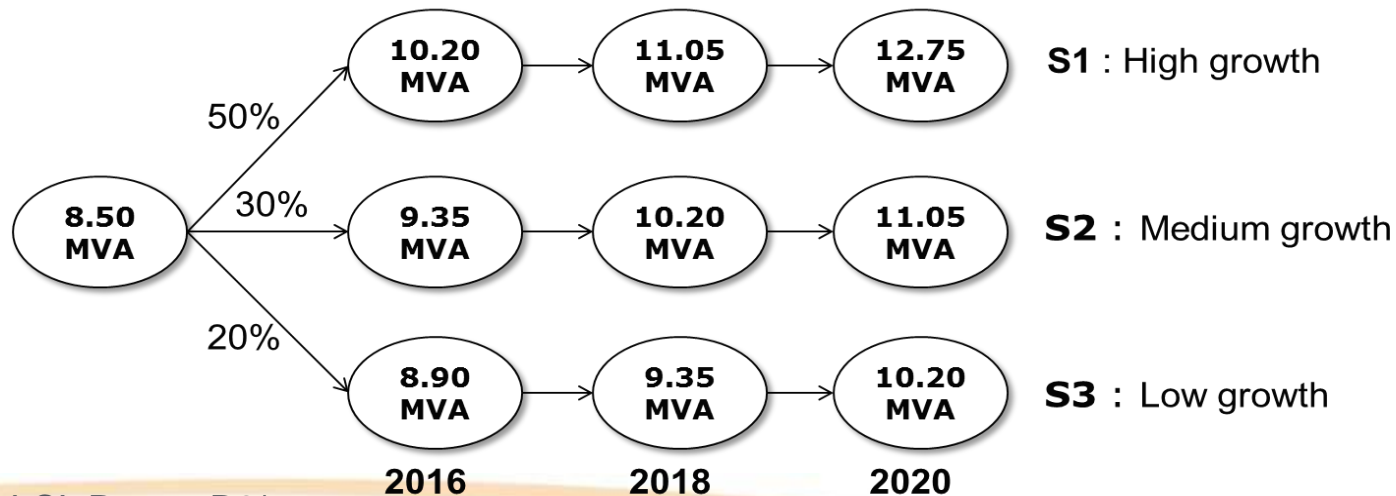 10.20
MVA
11.05
MVA
12.75
MVA
S1 : High growth
50%
8.50
MVA
30%
9.35
MVA
10.20
MVA
11.05
MVA
S2 : Medium growth
20%
8.90
MVA
9.35
MVA
10.20
MVA
S3 : Low growth
2016
2018
2020